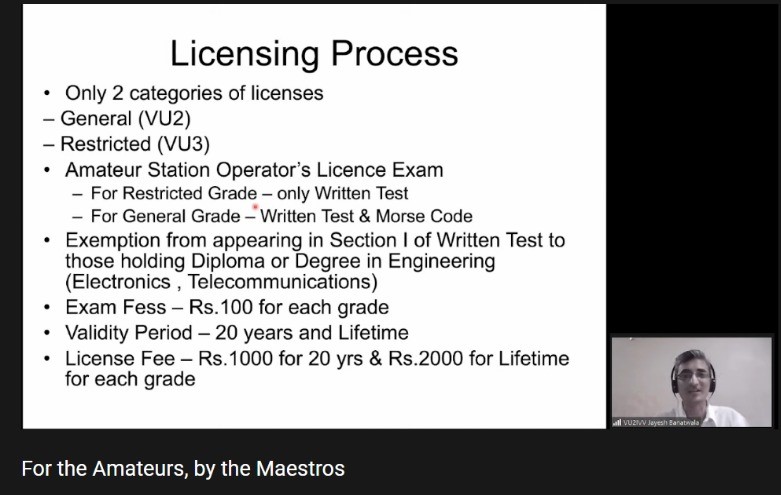 Licensing Process
• Only 2 categories of licenses
– General (VU2)
– Restricted (VU3)
• Amateur Station Operator's Licence Exam
– For Restricted Grade – only Written Test
– For General Grade – Written Test & Morse Code
• Exemption from appearing in Section I of Written Test to
those holding Diploma or Degree in Engineering
(Electronics , Telecommunications)
• Exam Fess – Rs.100 for each grade
• Validity Period – 20 years and Lifetime
• License Fee – Rs.1000 for 20 yrs & Rs.2000 for Lifetime
for each grade
Jayesh Banatwala
For the Amateurs, by the Maestros